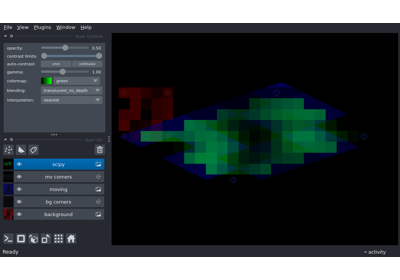 File View Plugins Window Help
opacity: 0.50
contrast limits:
auto-contrast: once continuous
gamma: 1.00
colormap: green
blending: translucent_no_depth
interpolation: nearest
scipy
mv corners
moving
bg corners
background
Ready
activity